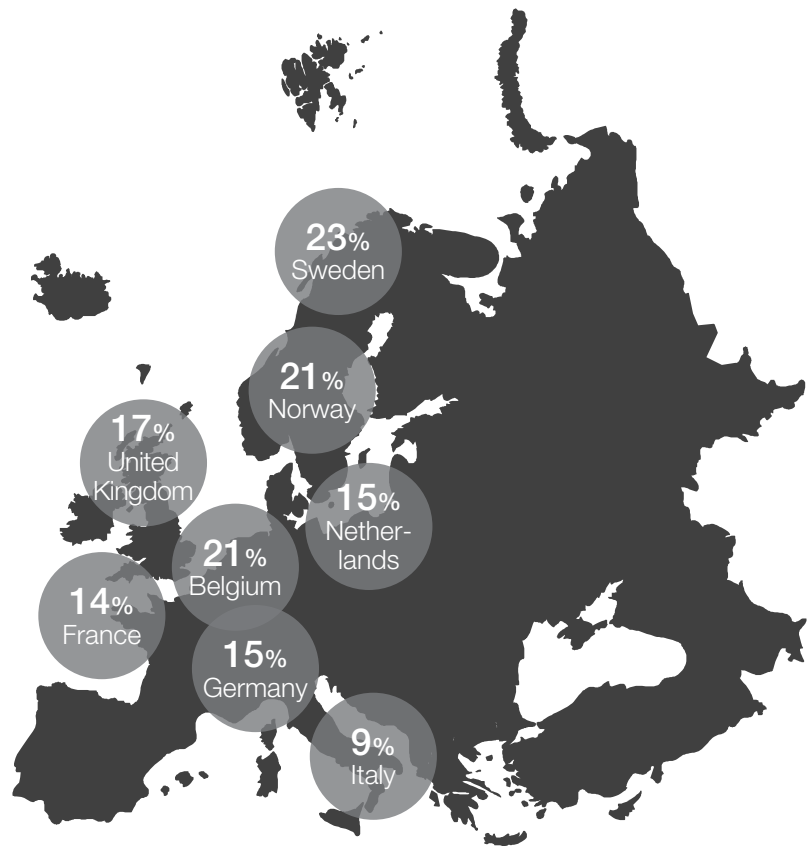 23%
Sweden
21%
Norway
17%
United
Kingdom
15%
Nether-
lands
21%
Belgium
14%
France
15%
Germany
9%
Italy